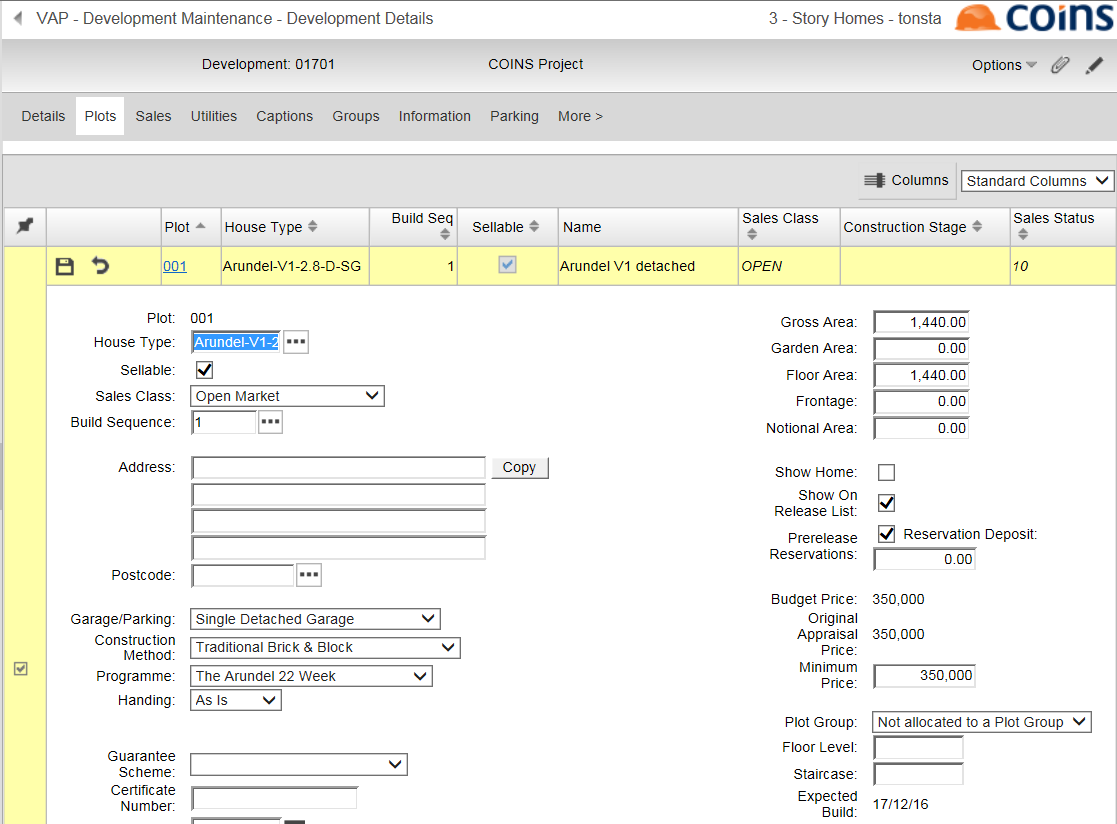 VAP - Development Maintenance - Development Details
3 - Story Homes - tonsta
coins
Development: 01701
COINS Project
Options
Details Plots Sales Utilities Captions Groups Information Parking More >
Columns
Standard Columns
Plot House Type Build Seq Sellable Name Sales Class Construction Stage Sales Status
001 Arundel-V1-2.8-D-SG 1 Arundel V1 detached OPEN 10
Plot: 001
House Type: Arundel-V1-2
Sellable:
Sales Class: Open Market
Build Sequence: 1
Address:
Copy
Postcode:
Garage/Parking: Single Detached Garage
Construction
Method: Traditional Brick & Block
Programme: The Arundel 22 Week
Handing: As Is
Guarantee
Scheme:
Certificate
Number:
Gross Area: 1,440.00
Garden Area: 0.00
Floor Area: 1,440.00
Frontage: 0.00
Notional Area: 0.00
Show Home:
Show On
Release List:
Prerelease
Reservations:
Reservation Deposit:
0.00
Budget Price: 350,000
Original
Appraisal
Price: 350,000
Minimum
Price: 350,000
Plot Group: Not allocated to a Plot Group
Floor Level:
Staircase:
Expected
Build: 17/12/16